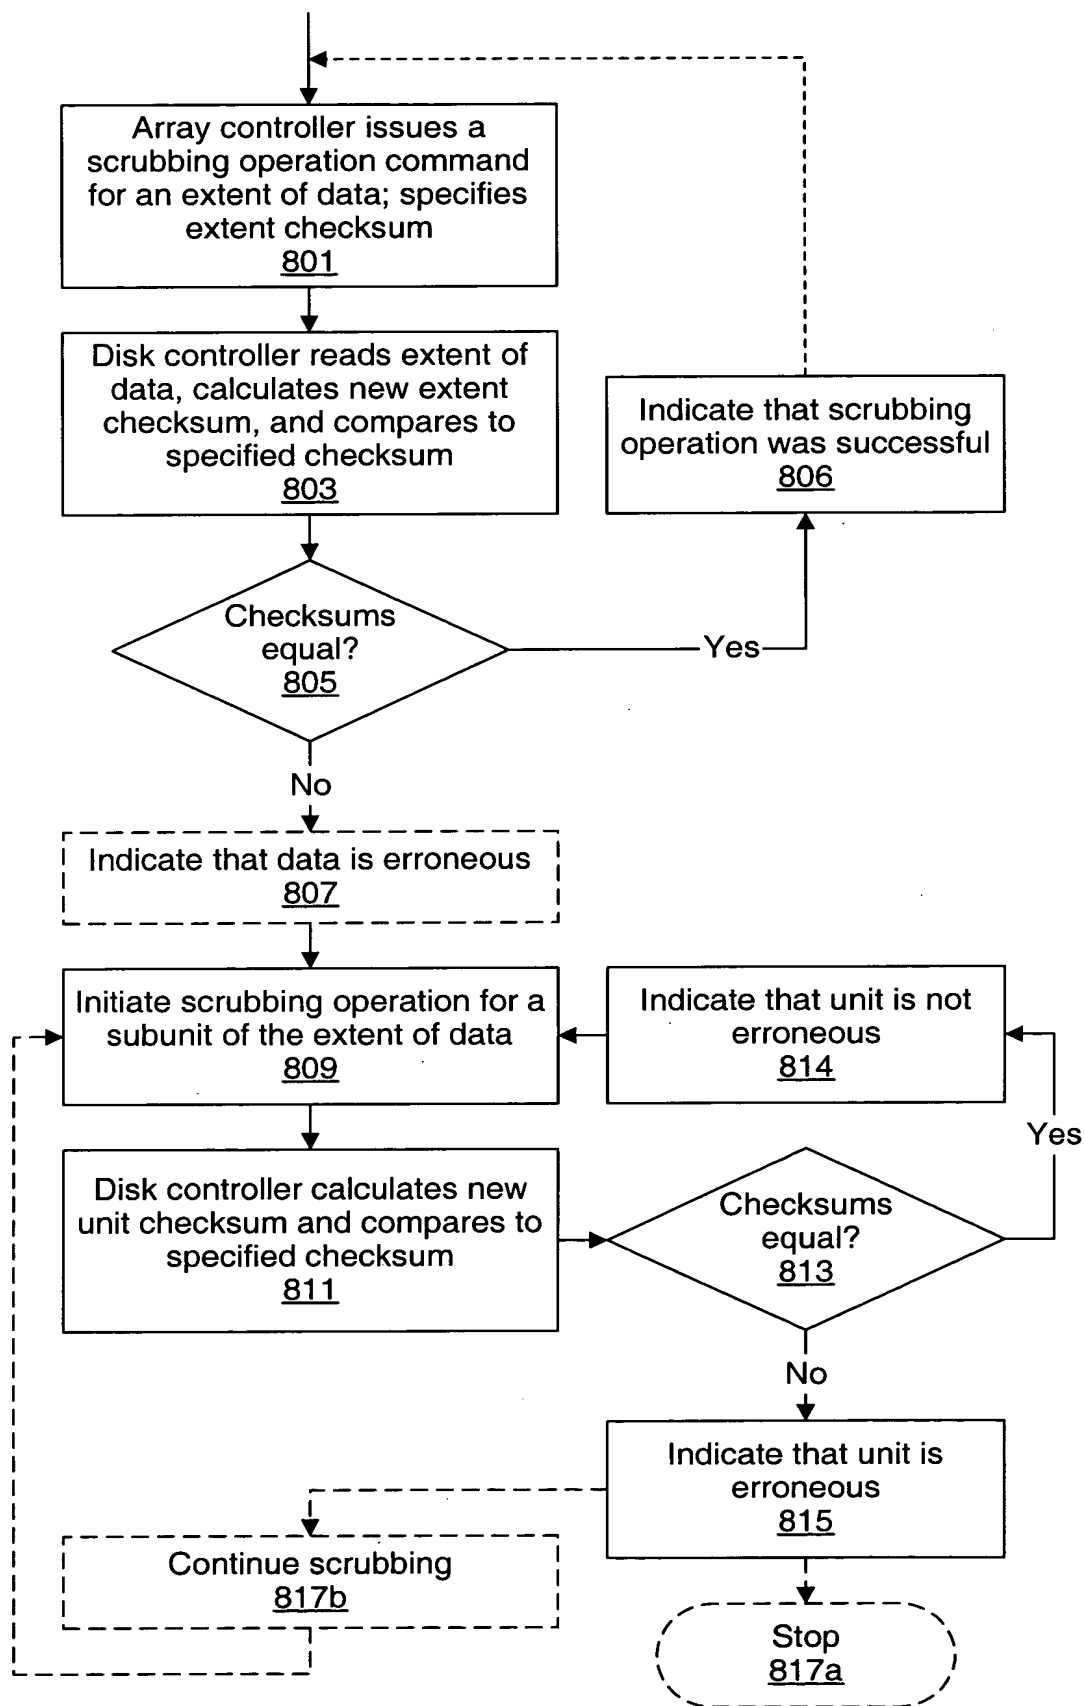 Array controller issues a
scrubbing operation command
for an extent of data; specifies
extent checksum
801
Disk controller reads extent of
data, calculates new extent
checksum, and compares to
specified checksum
803
Indicate that scrubbing
operation was successful
806
Checksums
equal?
805
Yes
No
Indicate that data is erroneous
807
Initiate scrubbing operation for a
subunit of the extent of data
809
Indicate that unit is not
erroneous
814
Yes
Disk controller calculates new
unit checksum and compares to
specified checksum
811
Checksums
equal?
813
No
Indicate that unit is
erroneous
815
Continue scrubbing
817b
Stop
817a